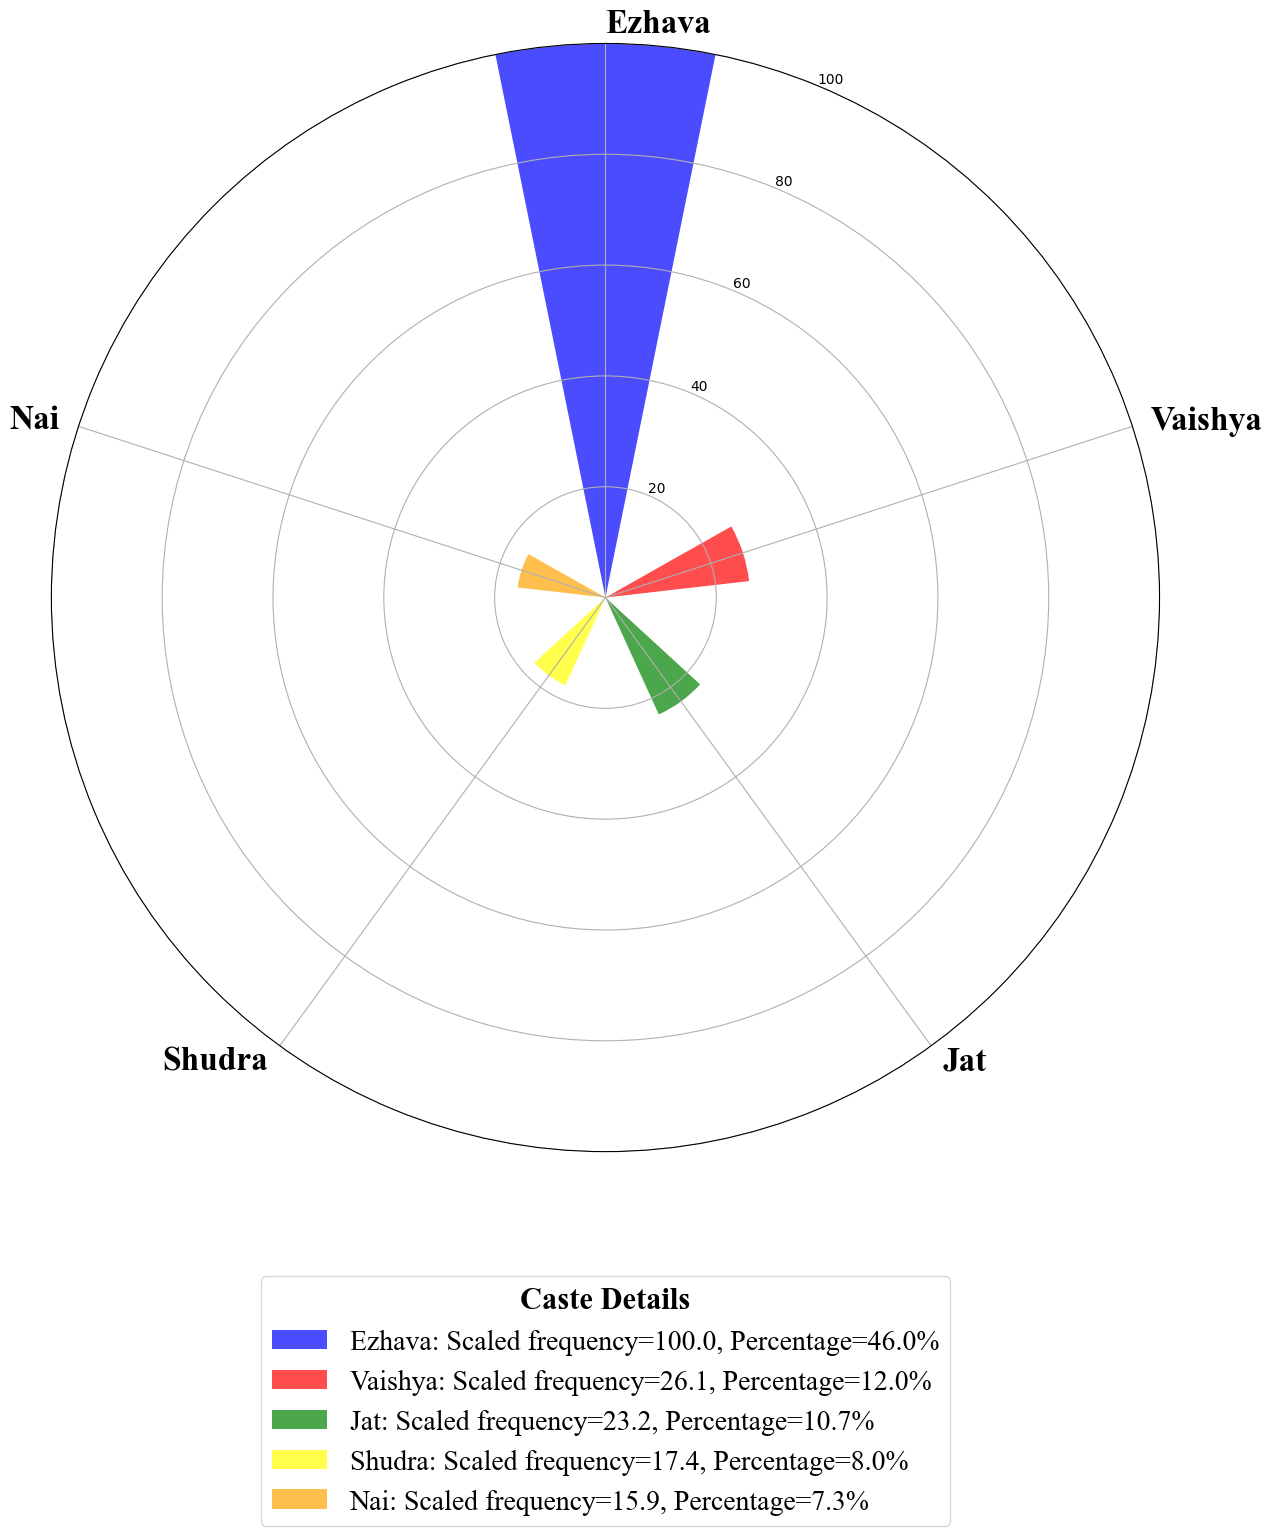 Ezhava
100
80
60
40
20
Nai
Vaishya
Shudra
Jat
Caste Details
Ezhava: Scaled frequency=100.0, Percentage=46.0%
Vaishya: Scaled frequency=26.1, Percentage=12.0%
Jat: Scaled frequency=23.2, Percentage=10.7%
Shudra: Scaled frequency=17.4, Percentage=8.0%
Nai: Scaled frequency=15.9, Percentage=7.3%